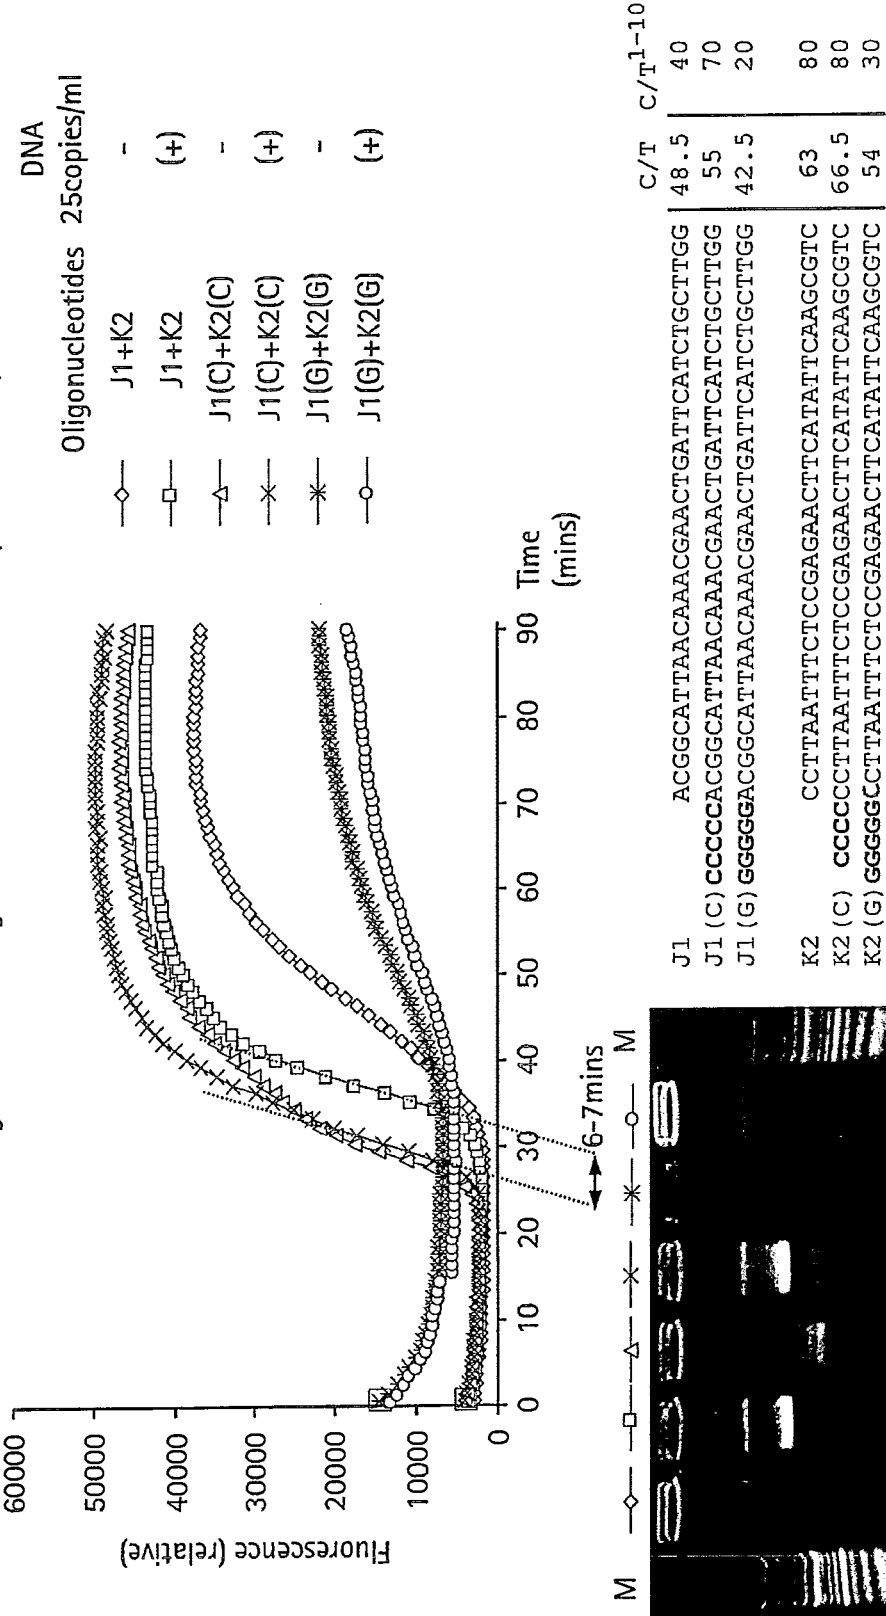 DNA
Oligonucleotides 25copies/ml
J1+K2 -
J1+K2 (+)
J1(C)+K2(C) -
J1(C)+K2(C) (+)
J1(G)+K2(G) -
J1(G)+K2(G) (+)
Fluorescence (relative)
60000
50000
40000
30000
20000
10000
0
0 10 20 30 40 50 60 70 80 90
Time
(mins)
6-7mins
M M
C/T C/T1-10
J1 ACGGCATTAACAAACGAACTGATTCATCTGCTTGG 48.5 40
J1(C) CCCCCACGGCATTAACAAACGAACTGATTCATCTGCTTGG 55 70
J1(G) GGGGGACGGCATTAACAAACGAACTGATTCATCTGCTTGG 42.5 20
K2 CCTTAATTTCTCCGAGAACTTCATATTCAAGCGTC 63 80
K2(C) CCCCCCTTAATTTCTCCGAGAACTTCATATTCAAGCGTC 66.5 80
K2(G) GGGGGCCTTAATTTCTCCGAGAACTTCATATTCAAGCGTC 54 30